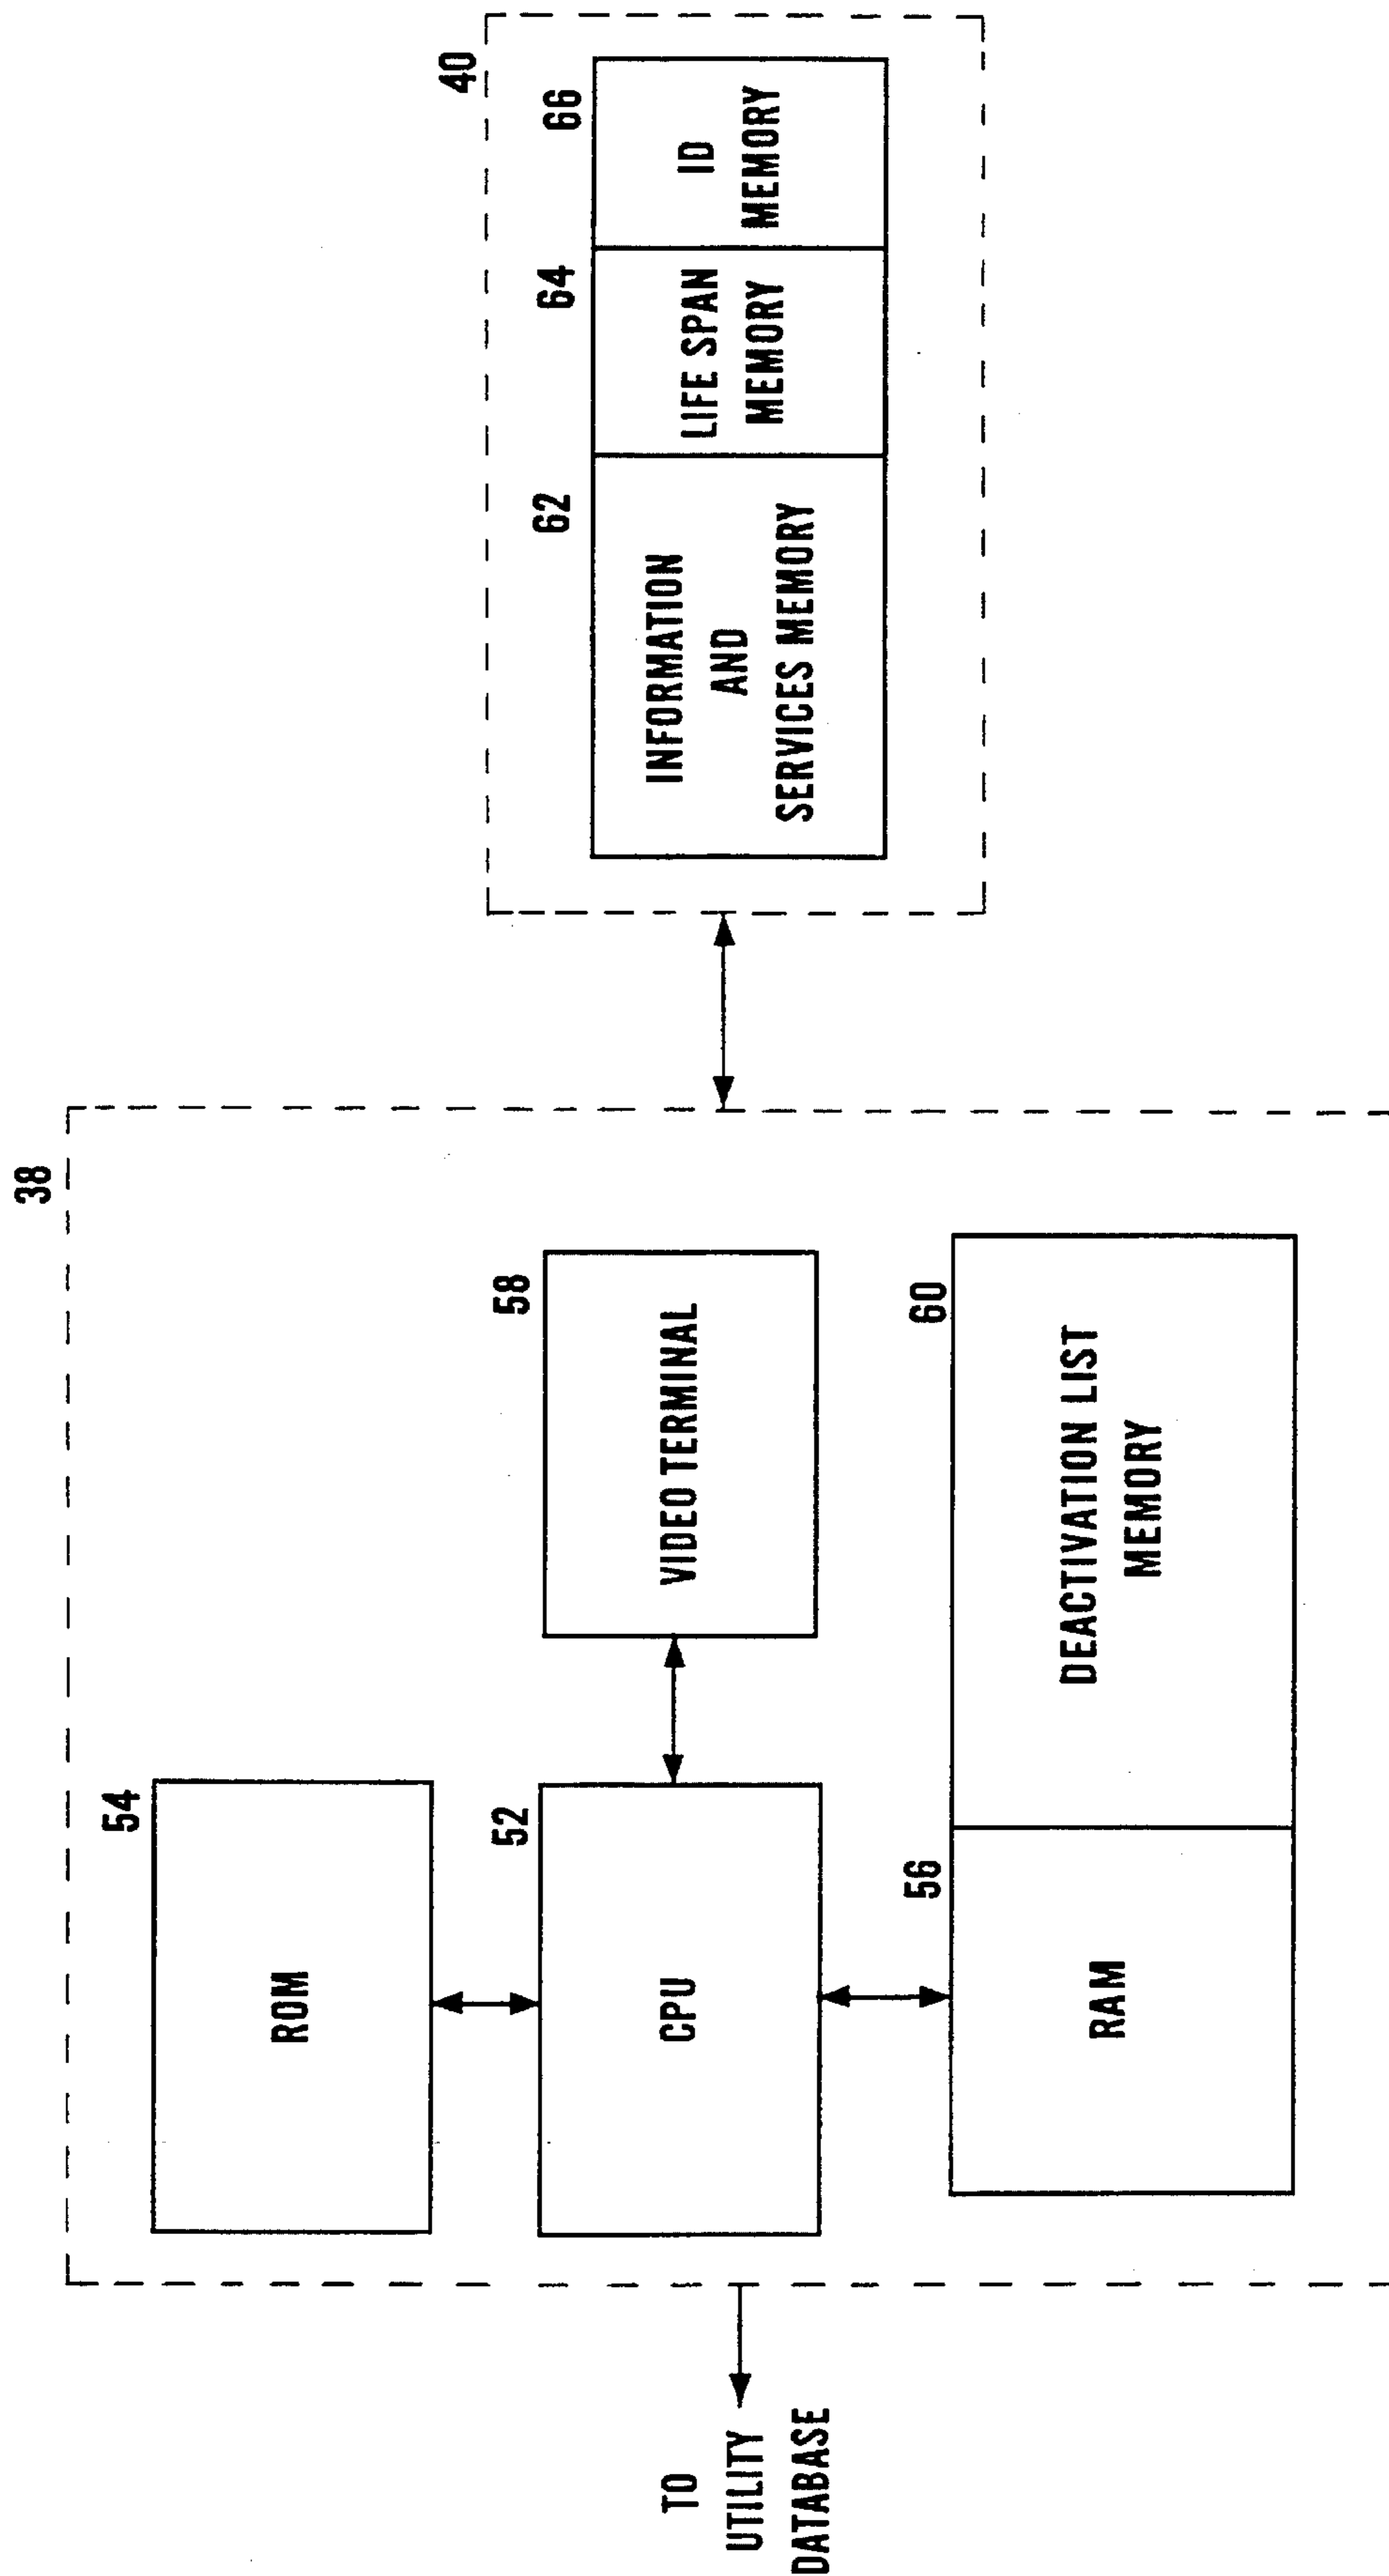 38
54
ROM
52
CPU
58
VIDEO TERMINAL
56
RAM
60
DEACTIVATION LIST
MEMORY
TO
UTILITY
DATABASE
40
62
INFORMATION
AND
SERVICES MEMORY
64
LIFE SPAN
MEMORY
66
ID
MEMORY